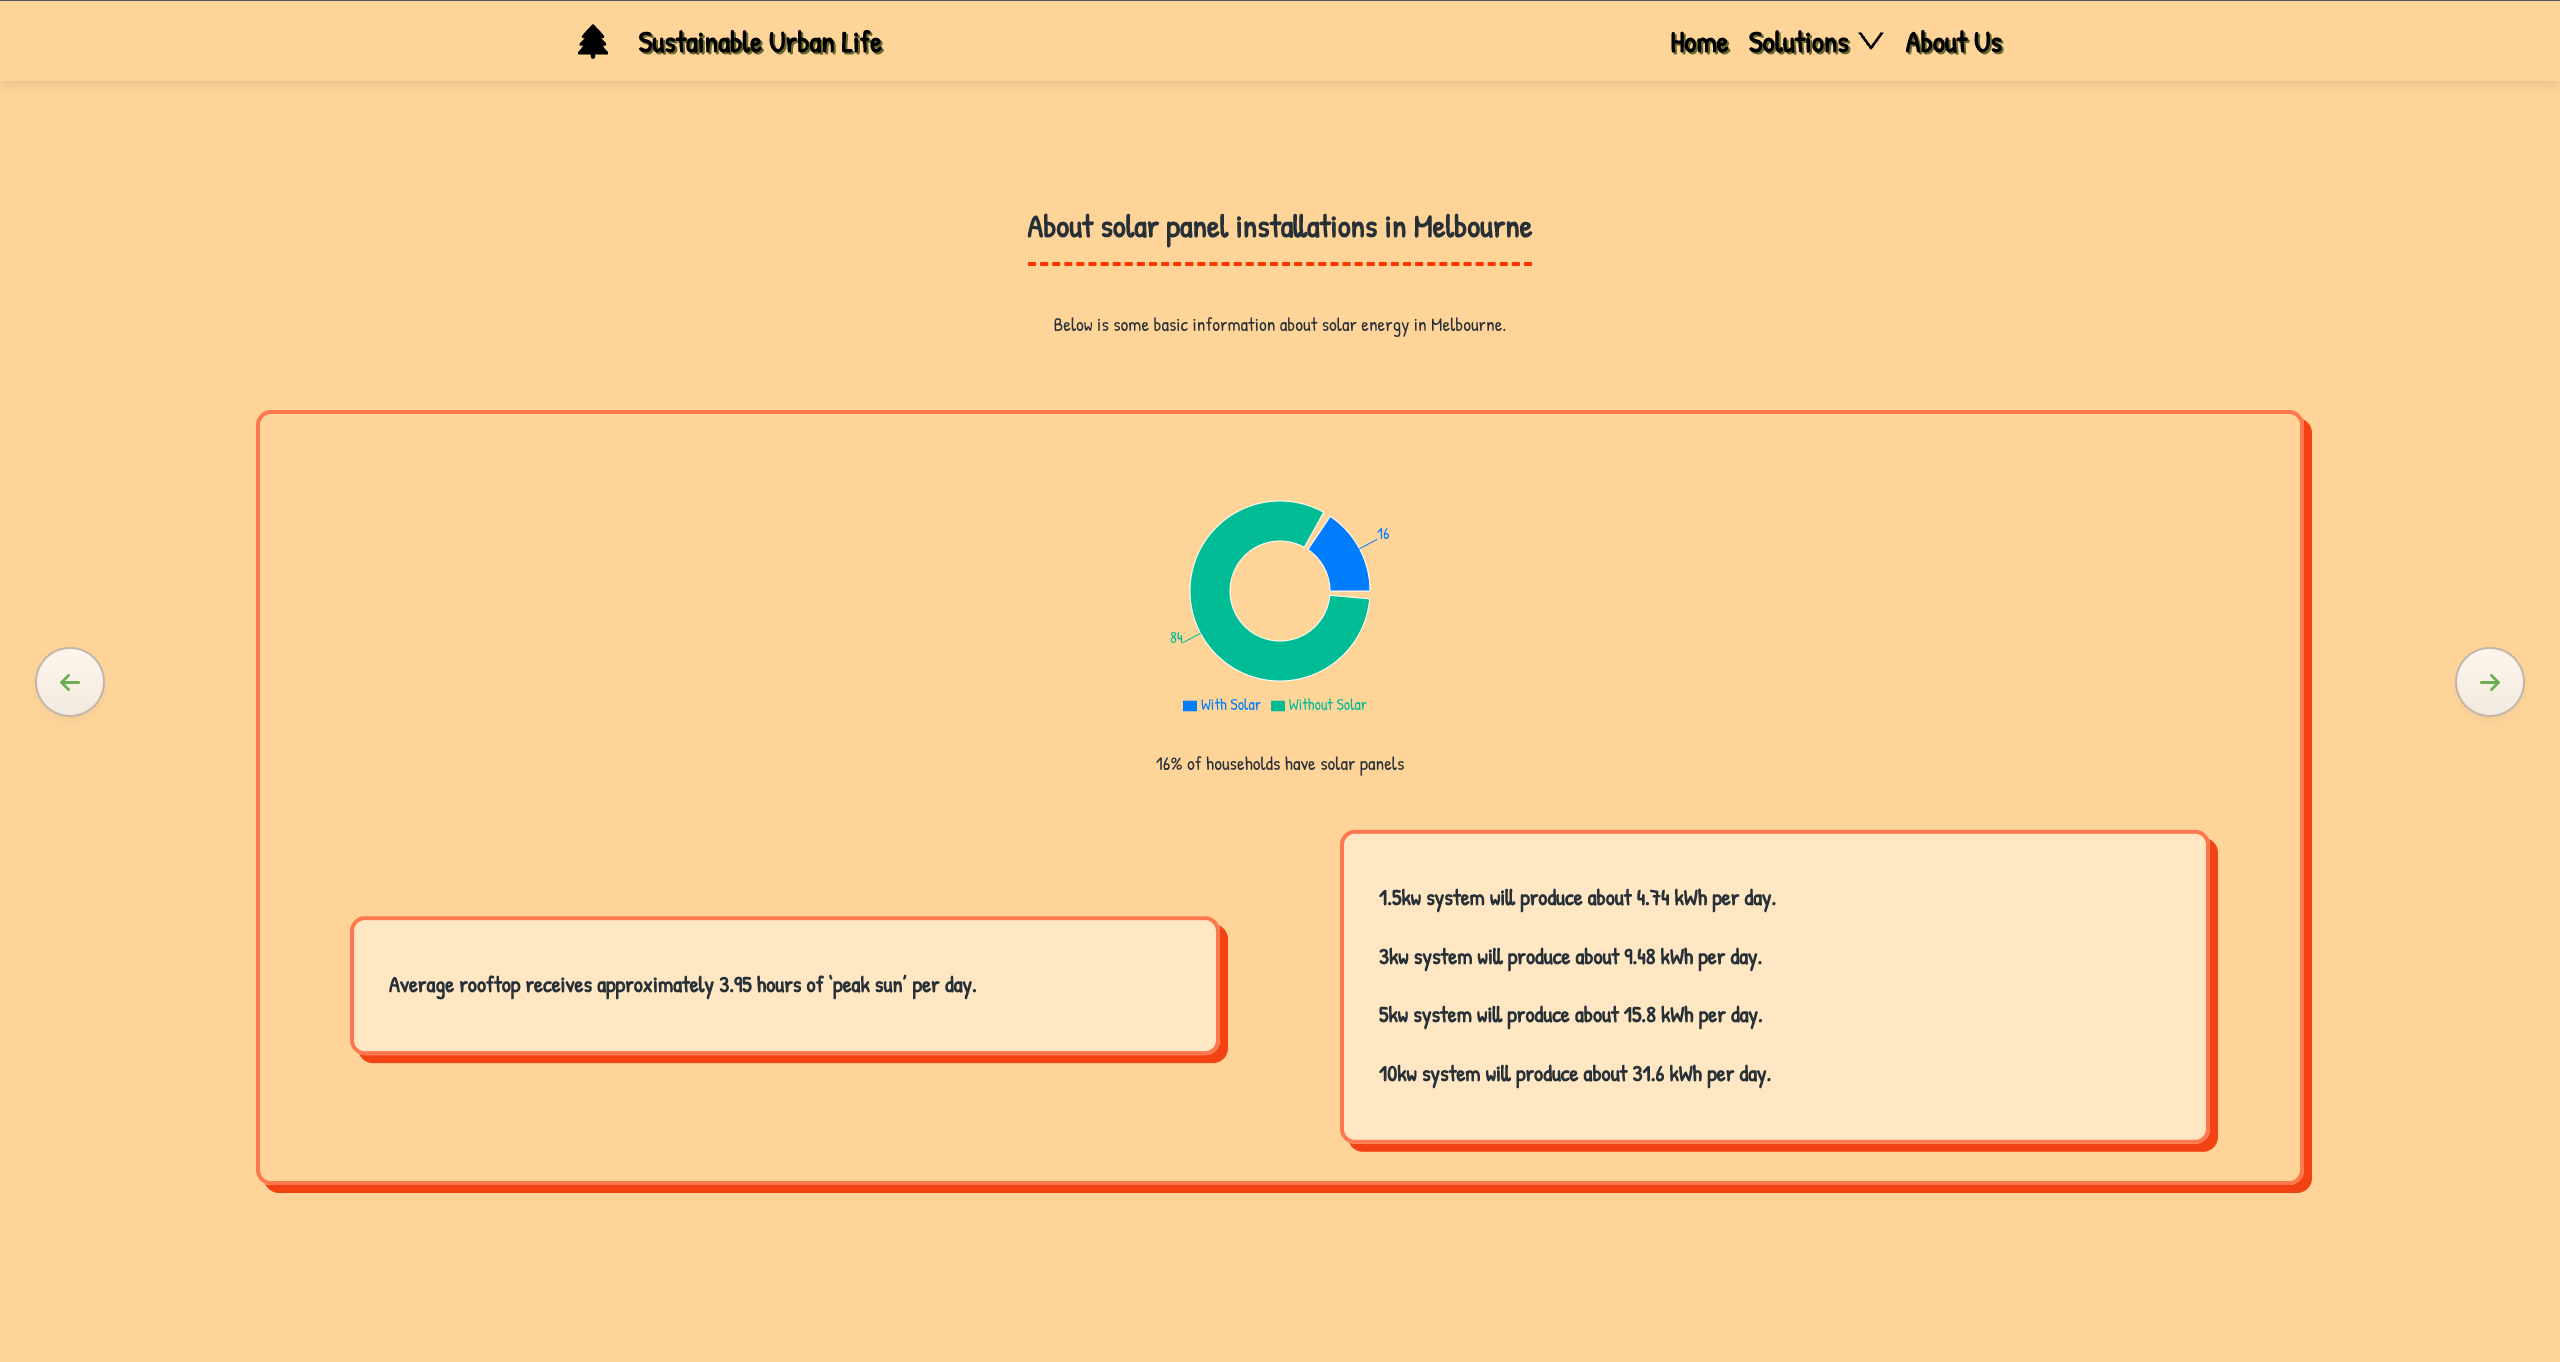 Sustainable Urban Life
Home Solutions About Us
About solar panel installations in Melbourne
Below is some basic information about solar energy in Melbourne.
16
84
With Solar Without Solar
16% of households have solar panels
Average rooftop receives approximately 3.95 hours of 'peak sun' per day.
1.5kw system will produce about 4.74 kWh per day.
3kw system will produce about 9.48 kWh per day.
5kw system will produce about 15.8 kWh per day.
10kw system will produce about 31.6 kWh per day.